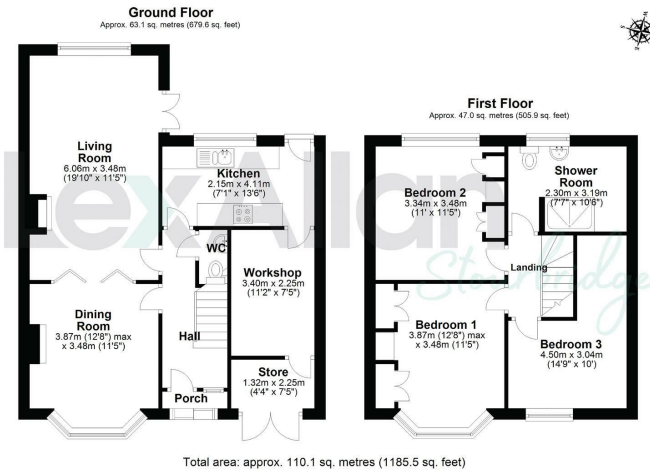 Ground Floor
Approx. 63.1 sq. metres (679.6 sq. feet)
Living
Room
6.06m x 3.48m
(19'10" x 11'5")
Kitchen
2.15m x 4.11m
(7'1" x 13'6")
WC
Workshop
3.40m x 2.25m
(11'2" x 7'5")
Dining
Room
3.87m (12'8") max
x 3.48m (11'5")
Hall
Store
1.32m x 2.25m
(4'4" x 7'5")
Porch
First Floor
Approx. 47.0 sq. metres (505.9 sq. feet)
Bedroom 2
3.34m x 3.48m
(11' x 11'5")
Shower
Room
2.30m x 3.19m
(7'7" x 10'6")
Landing
Bedroom 1
3.87m (12'8") max
x 3.48m (11'5")
Bedroom 3
4.50m x 3.04m
(14'9" x 10')
LexAllan
Stourbridge
Total area: approx. 110.1 sq. metres (1185.5 sq. feet)